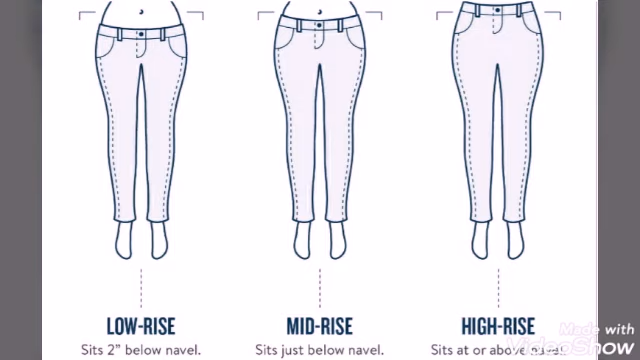 LOW-RISE
Sits 2" below navel.
MID-RISE
Sits just below navel.
HIGH-RISE
Sits at or above navel.
Made with
VideoShow